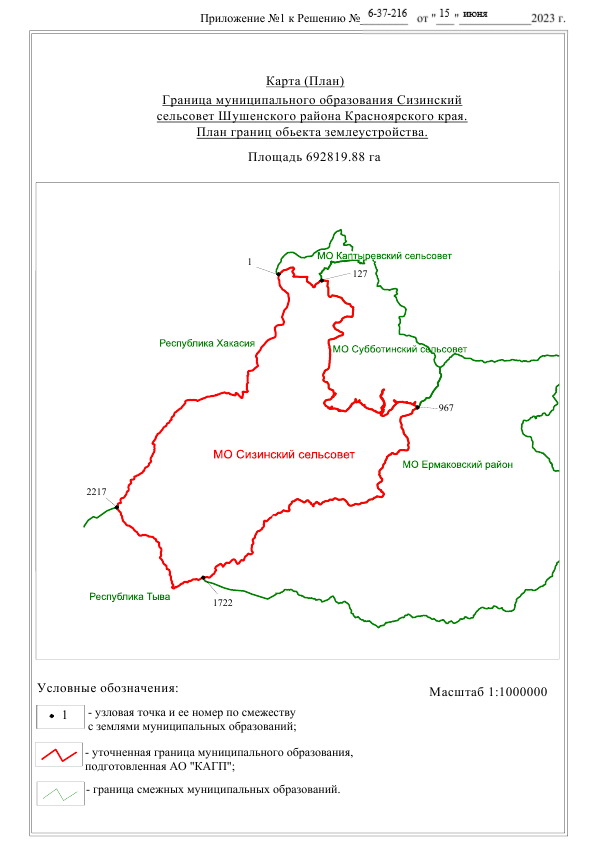 Приложение №1 к Решению № 6-37-216 от " 15 " июня 2023 г.
Карта (План)
Граница муниципального образования Сизинский
сельсовет Шушенского района Красноярского края.
План границ обьекта землеустройства.
Площадь 692819.88 га
МО Каптыревский сельсовет
1
127
Республика Хакасия
МО Субботинский сельсовет
967
МО Сизинский сельсовет
МО Ермаковский район
2217
Республика Тыва
1722
Условные обозначения:
Масштаб 1:1000000
1
- узловая точка и ее номер по смежеству
с землями муниципальных образований;
- уточненная граница муниципального образования,
подготовленная АО "КАГП";
- граница смежных муниципальных образований.